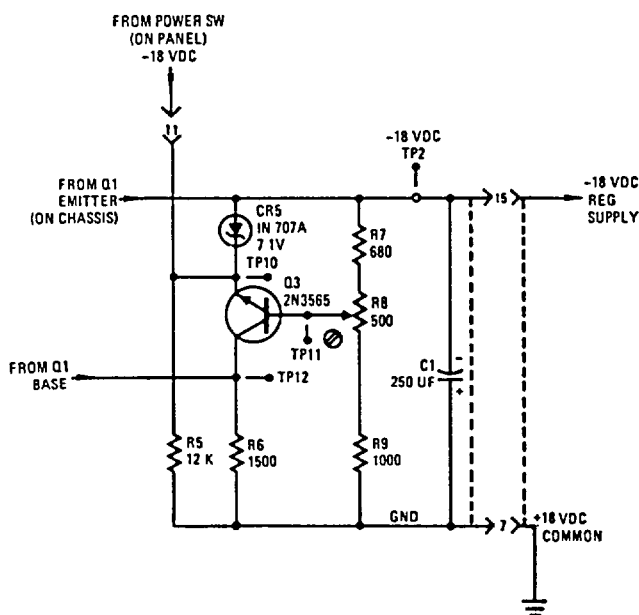 FROM POWER SW
(ON PANEL)
-18 VDC
11
-18 VDC
TP2
FROM Q1
EMITTER
(ON CHASSIS)
15
-18 VDC
REG
SUPPLY
CR5
IN 707A
7 1V
R7
680
TP10
Q3
2N3565
R8
500
TP11
FROM Q1
BASE
TP12
C1
250 UF
-
+
R5
12 K
R6
1500
R9
1000
GND
7
+18 VDC
COMMON